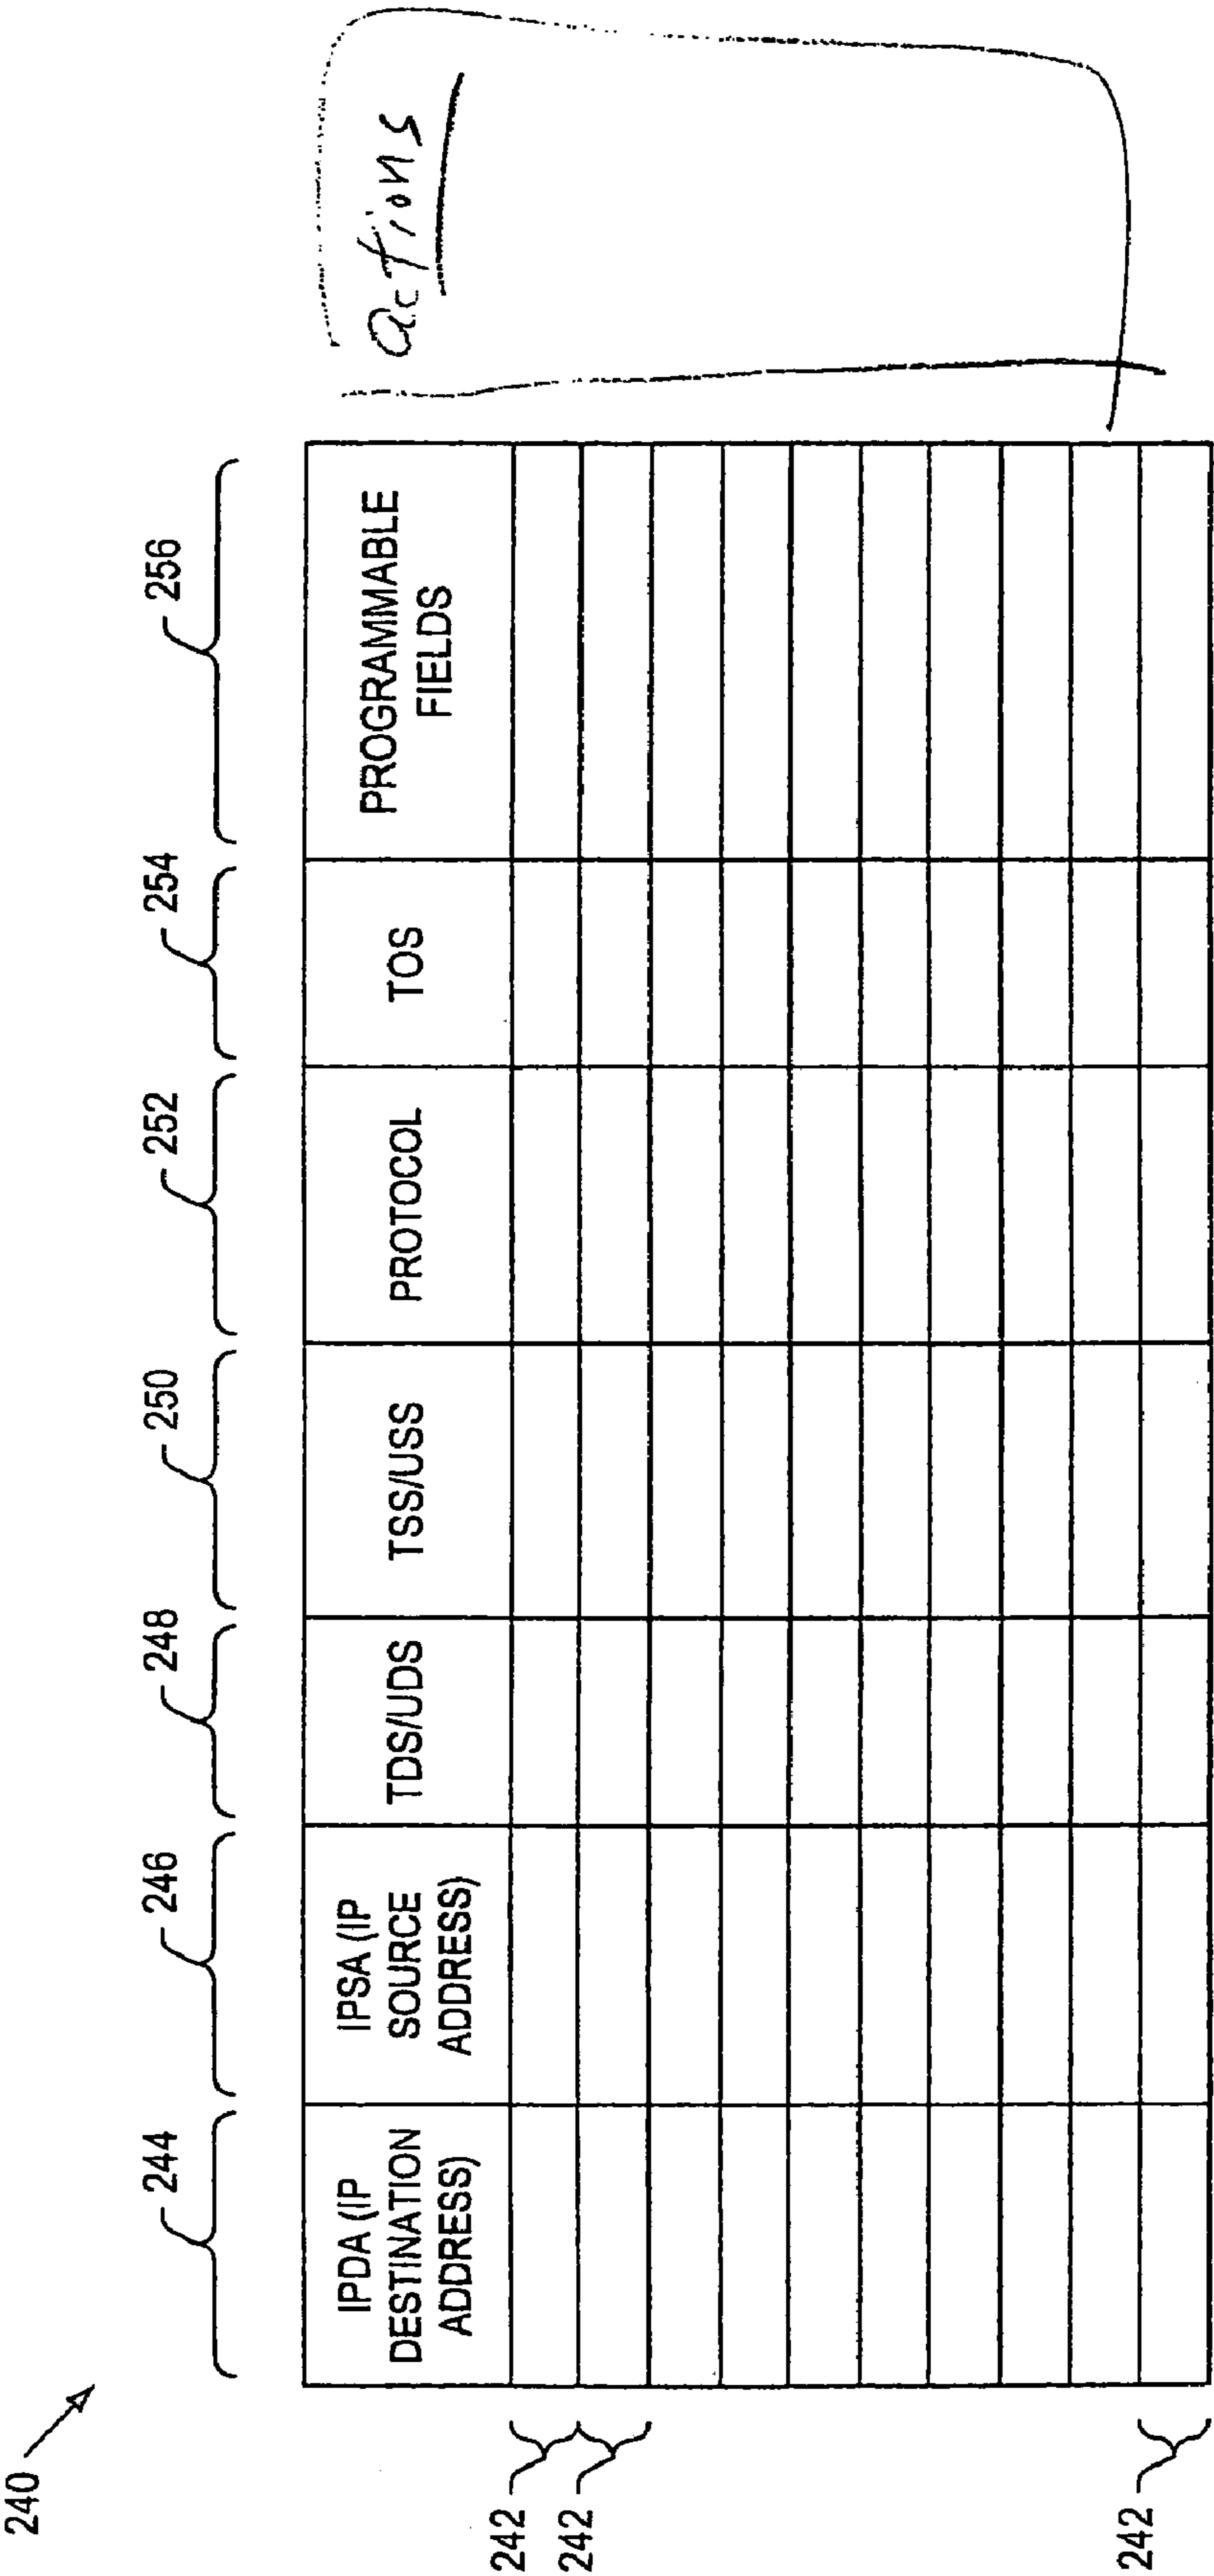 240
244
246
248
250
252
254
256
IPDA (IP
DESTINATION
ADDRESS)
IPSA (IP
SOURCE
ADDRESS)
TDS/UDS
TSS/USS
PROTOCOL
TOS
PROGRAMMABLE
FIELDS
actions
242
242
242